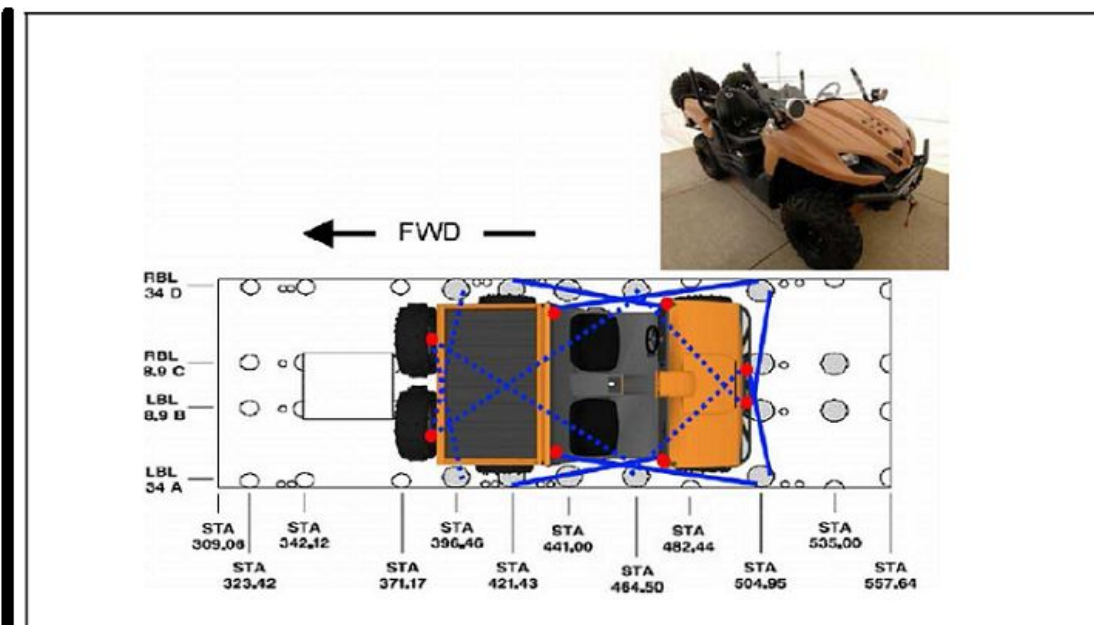 FWD
RBL
34 D
RBL
8.9 C
LBL
8.9 B
LBL
34 A
STA
309.08
STA
342.12
STA
396.46
STA
441.00
STA
482.44
STA
535.00
STA
323.42
STA
371.17
STA
421.43
STA
464.50
STA
504.95
STA
557.64